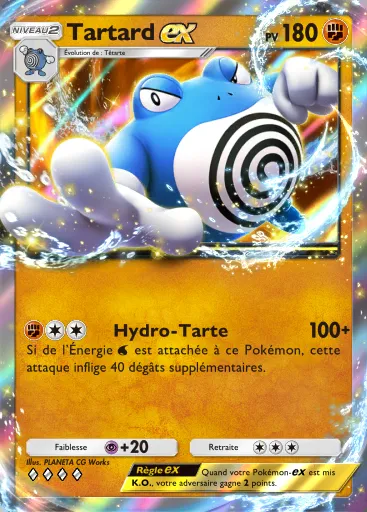 NIVEAU2 Tartard ex PV 180
Évolution de : Têtarte
Hydro-Tarte 100+
Si de l'Énergie est attachée à ce Pokémon, cette
attaque inflige 40 dégâts supplémentaires.
Faiblesse +20 Retraite
Illus. PLANETA CG Works
Règle ex Quand votre Pokémon-ex est mis
K.O., votre adversaire gagne 2 points.